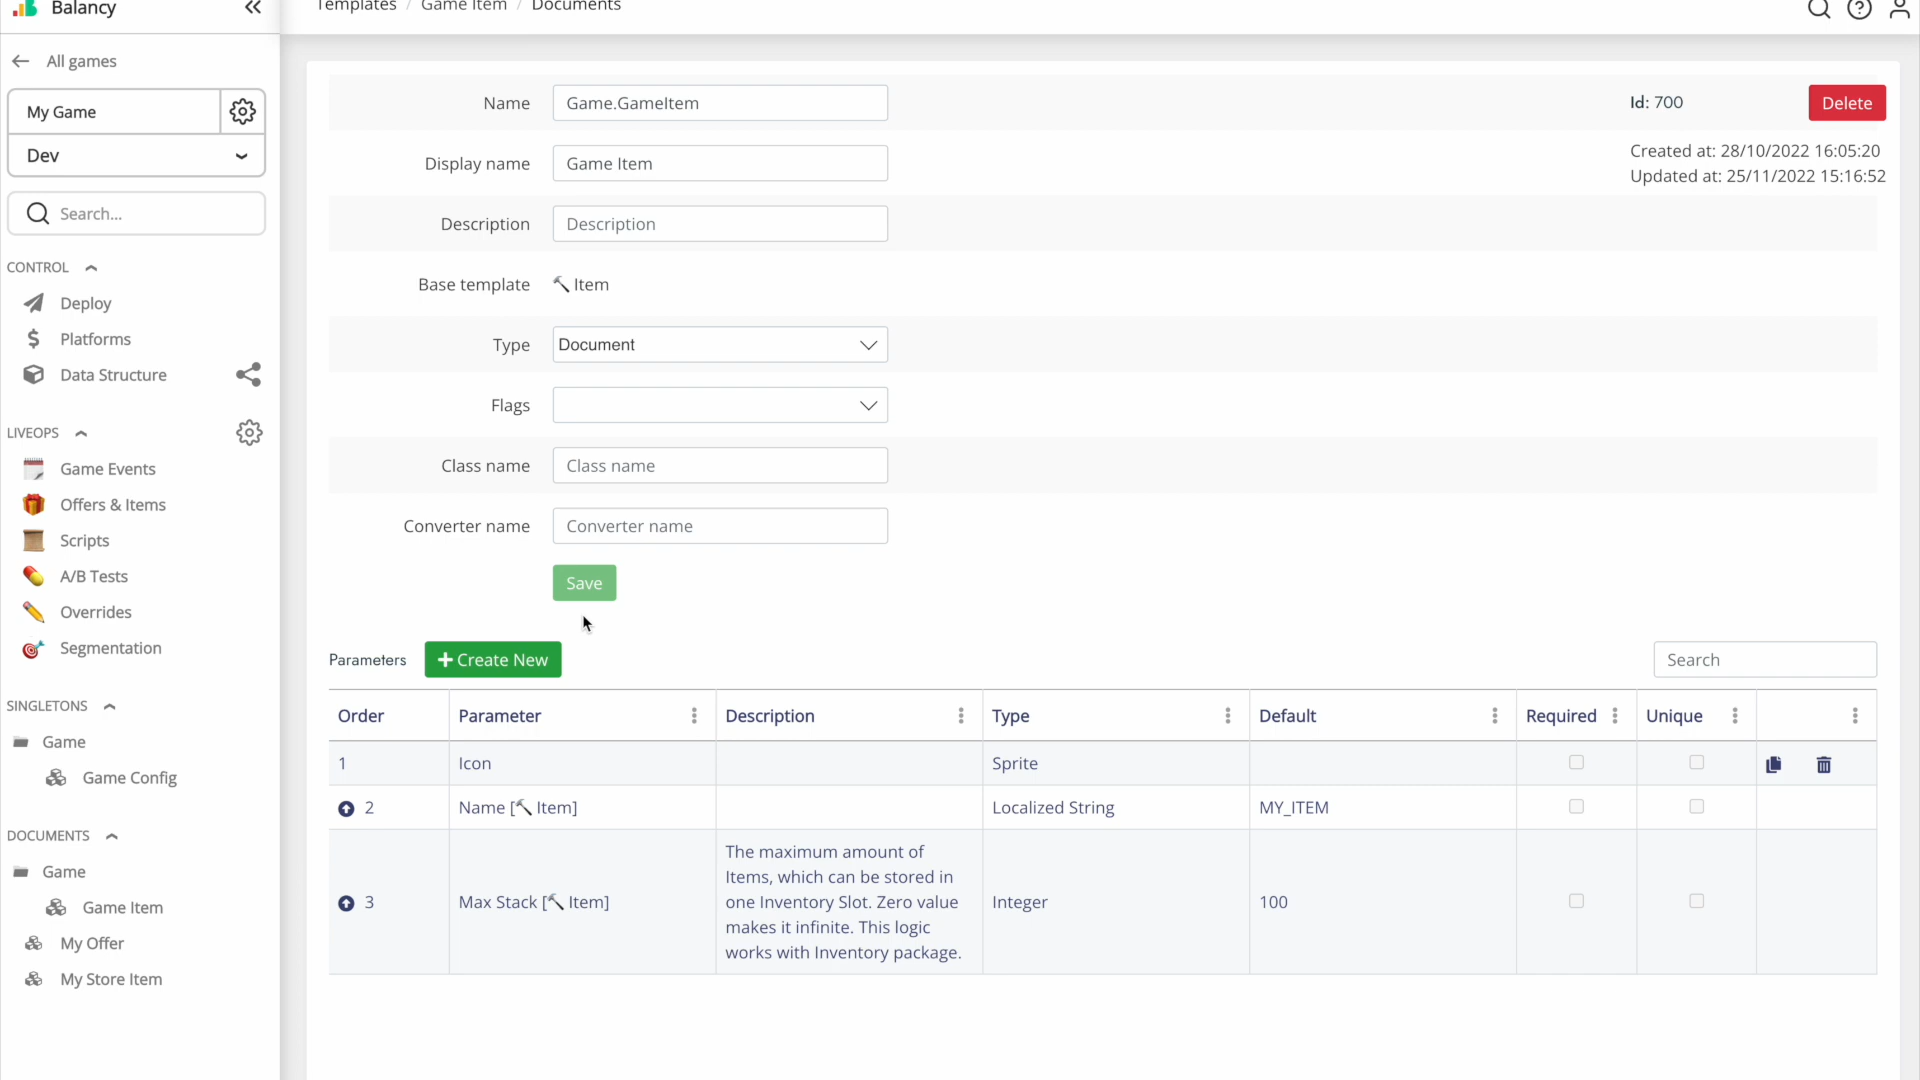 Balancy
Templates / Game Item / Documents
All games
My Game
Dev
Search...
CONTROL
Deploy
Platforms
Data Structure
LIVEOPS
Game Events
Offers & Items
Scripts
A/B Tests
Overrides
Segmentation
SINGLETONS
Game
Game Config
DOCUMENTS
Game
Game Item
My Offer
My Store Item
Name Game.GameItem Id: 700 Delete
Display name Game Item
Created at: 28/10/2022 16:05:20
Updated at: 25/11/2022 15:16:52
Description Description
Base template Item
Type Document
Flags
Class name Class name
Converter name Converter name
Save
Parameters + Create New Search
Order Parameter Description Type Default Required Unique
1 Icon Sprite
2 Name [ Item] Localized String MY_ITEM
3 Max Stack [ Item] Integer 100
The maximum amount of
Items, which can be stored in
one Inventory Slot. Zero value
makes it infinite. This logic
works with Inventory package.